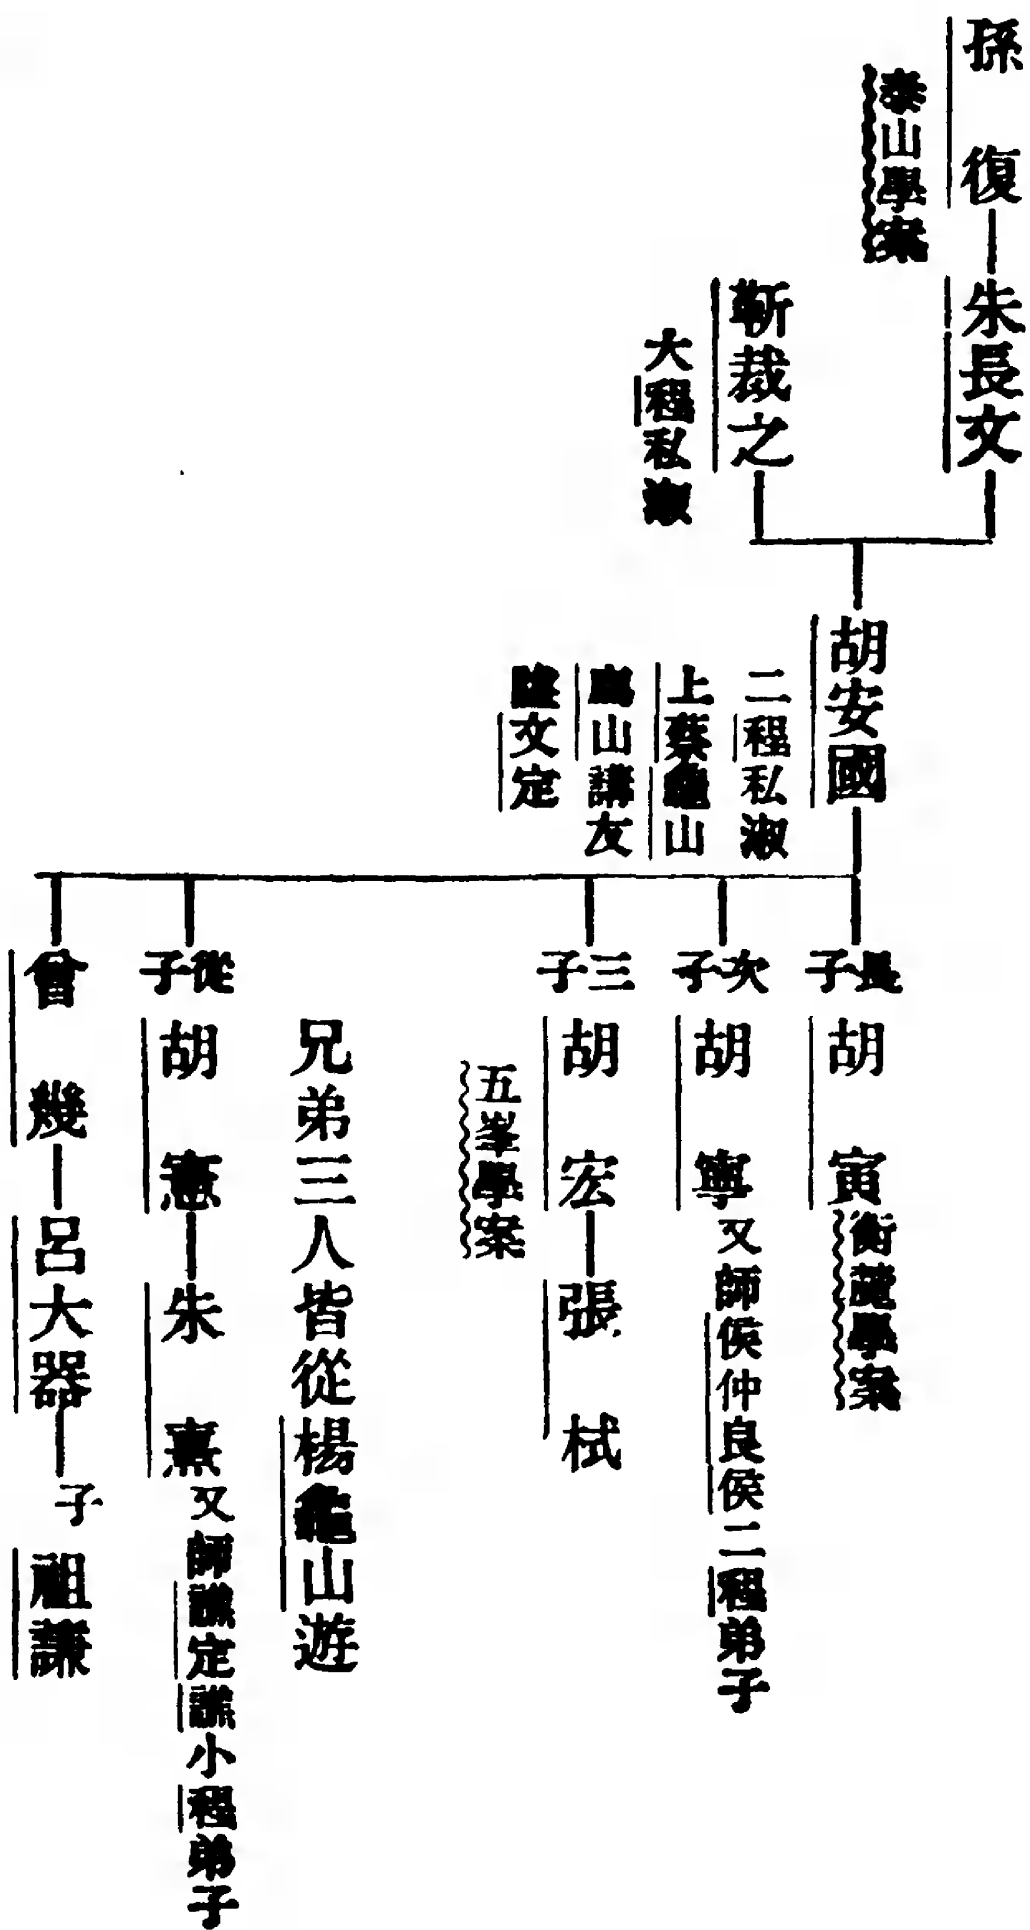 孫復
朱長文
泰山學案
靳裁之
大程私淑
胡安國
二程私淑
上蔡龜山
廌山講友
諡文定
長子
胡寅
衡麓學案
次子
胡寧
又師侯仲良侯二程弟子
三子
胡宏
張栻
五峯學案
兄弟三人皆從楊龜山遊
從子
胡憲
朱熹
又師譙定譙小程弟子
曾幾
呂大器
子
祖謙